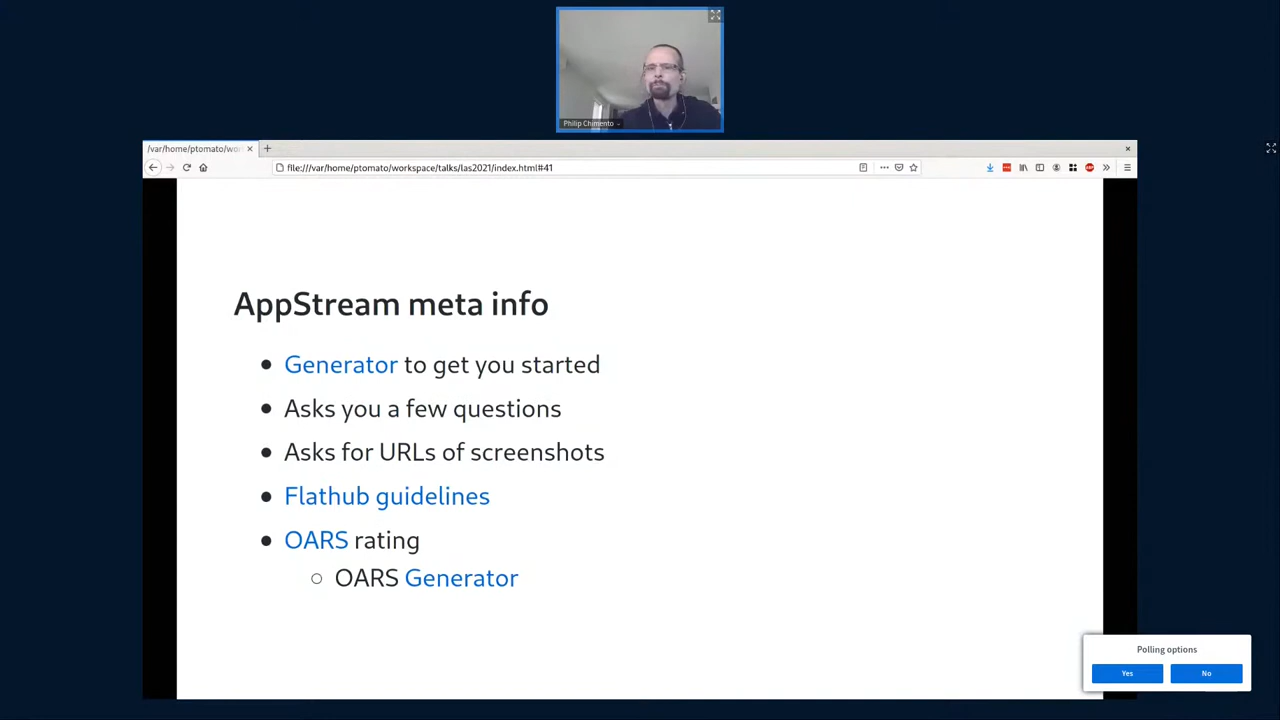 Philip Chimento
/var/home/ptomato/wor
file:///var/home/ptomato/workspace/talks/las2021/index.html#41
AppStream meta info
Generator to get you started
Asks you a few questions
Asks for URLs of screenshots
Flathub guidelines
OARS rating
OARS Generator
Polling options
Yes
No